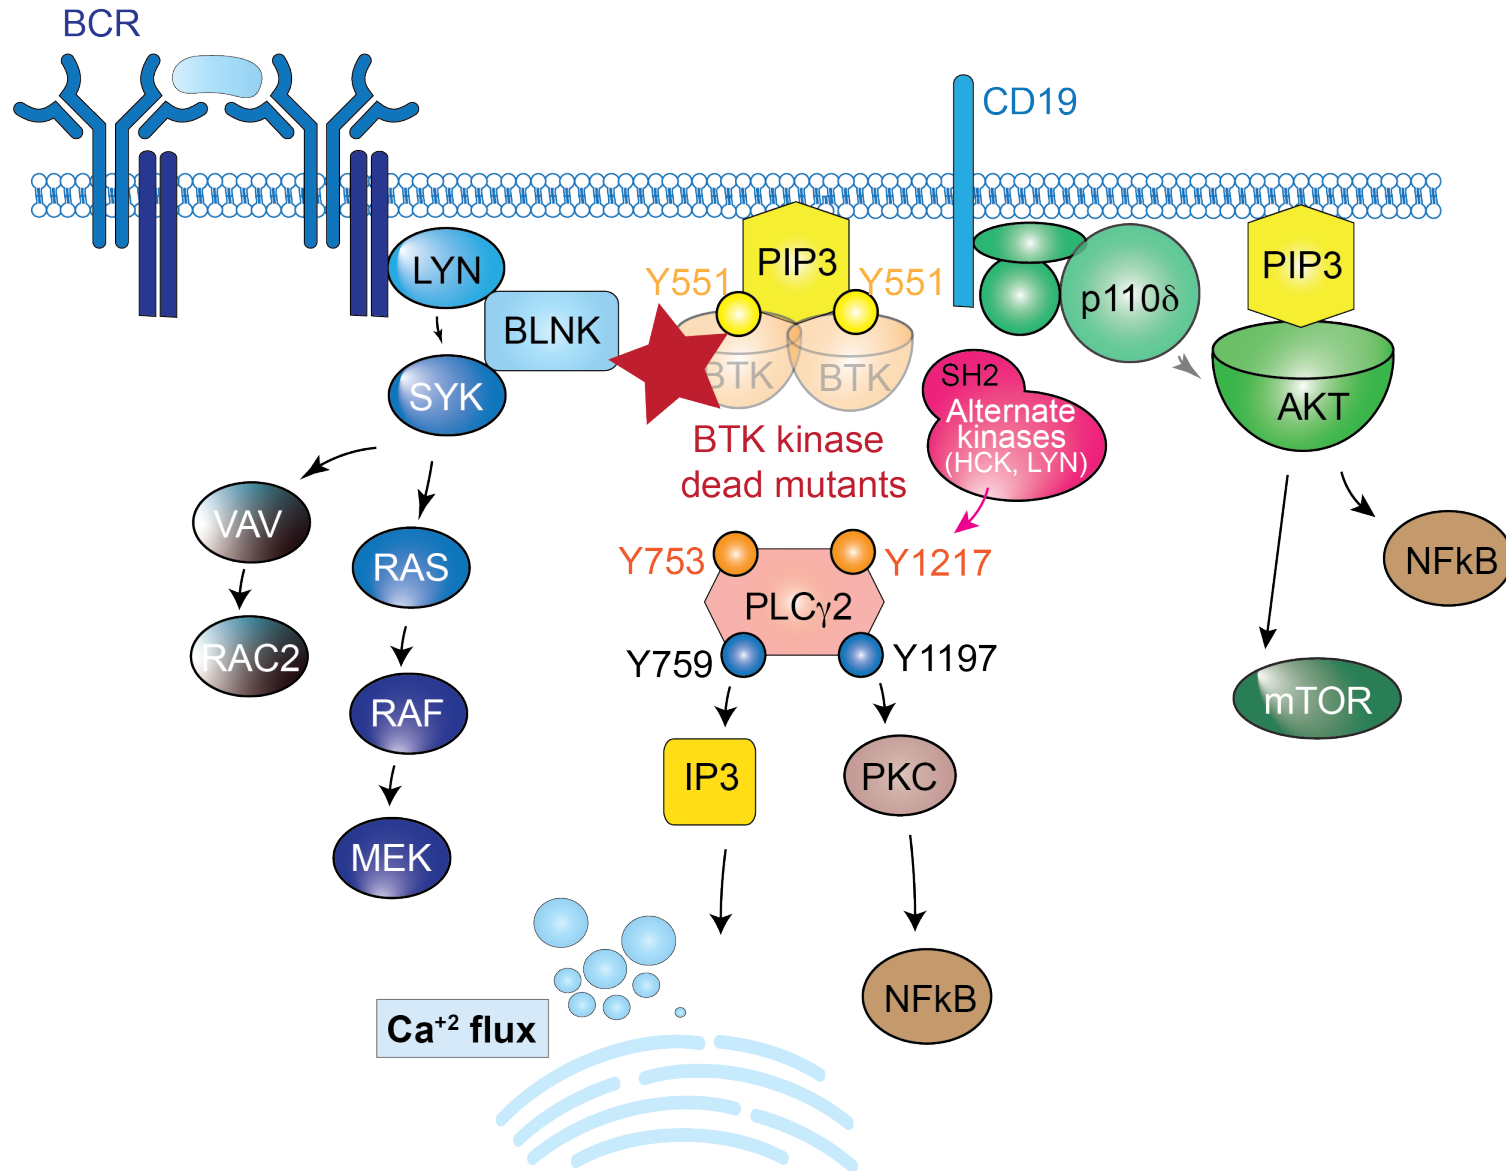 BCR
CD19
LYN
PIP3
PIP3
Y551
Y551
p110δ
BLNK
BTK
BTK
SH2
SYK
AKT
Alternate
kinases
(HCK, LYN)
BTK kinase
dead mutants
VAV
RAS
Y753
Y1217
NFkB
PLCγ2
RAC2
Y759
Y1197
RAF
mTOR
IP3
PKC
MEK
NFkB
Ca⁺² flux